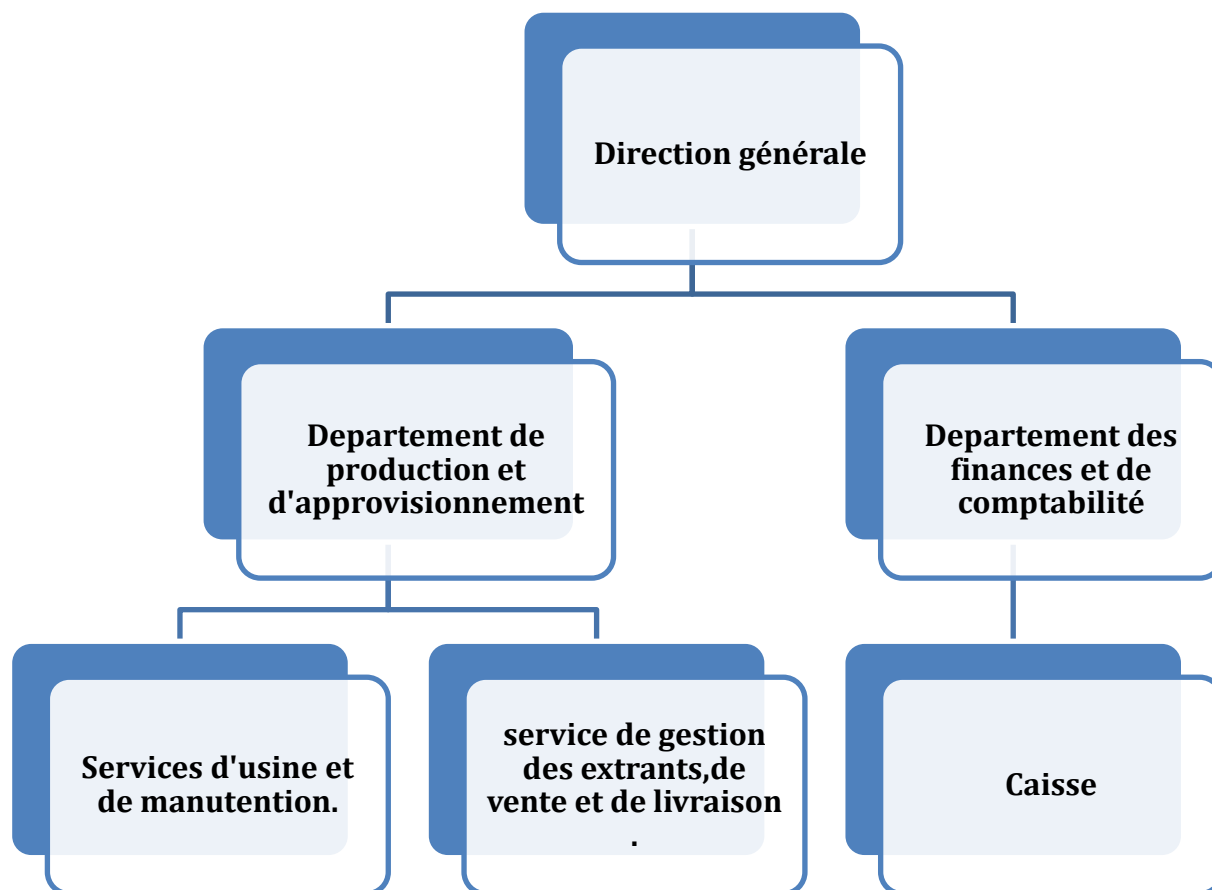 Direction générale
Departement de
production et
d'approvisionnement
Departement des
finances et de
comptabilité
Services d'usine et
de manutention.
service de gestion
des extrants,de
vente et de livraison
.
Caisse